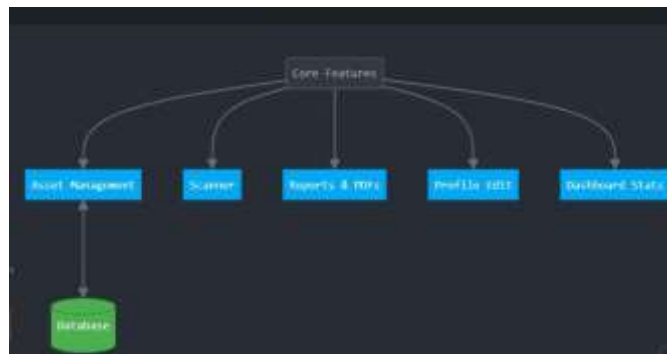 Core Features
Asset Management
Scanner
Reports & PDFs
Profile Edit
Dashboard Stats
Database